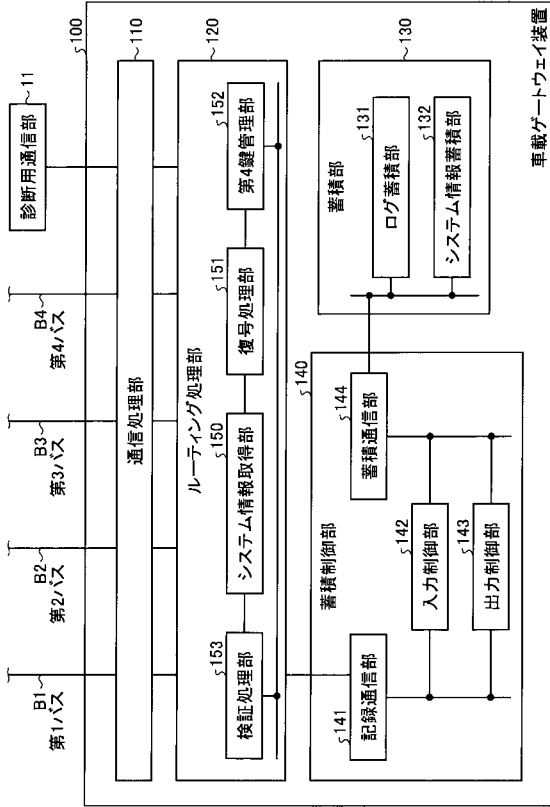 B1
第1バス
B2
第2バス
B3
第3バス
B4
第4バス
11
診断用通信部
100
通信処理部
110
ルーティング処理部
120
153
検証処理部
150
システム情報取得部
151
復号処理部
152
第4鍵管理部
140
蓄積制御部
141
記録通信部
142
入力制御部
143
出力制御部
144
蓄積通信部
蓄積部
130
131
ログ蓄積部
132
システム情報蓄積部
車載ゲートウェイ装置